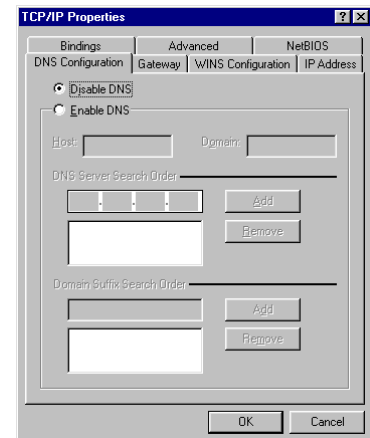 TCP/IP Properties
Bindings Advanced NetBIOS
DNS Configuration Gateway WINS Configuration IP Address
Disable DNS
Enable DNS
Host: Domain:
DNS Server Search Order
Add
Remove
Domain Suffix Search Order
Add
Remove
OK Cancel